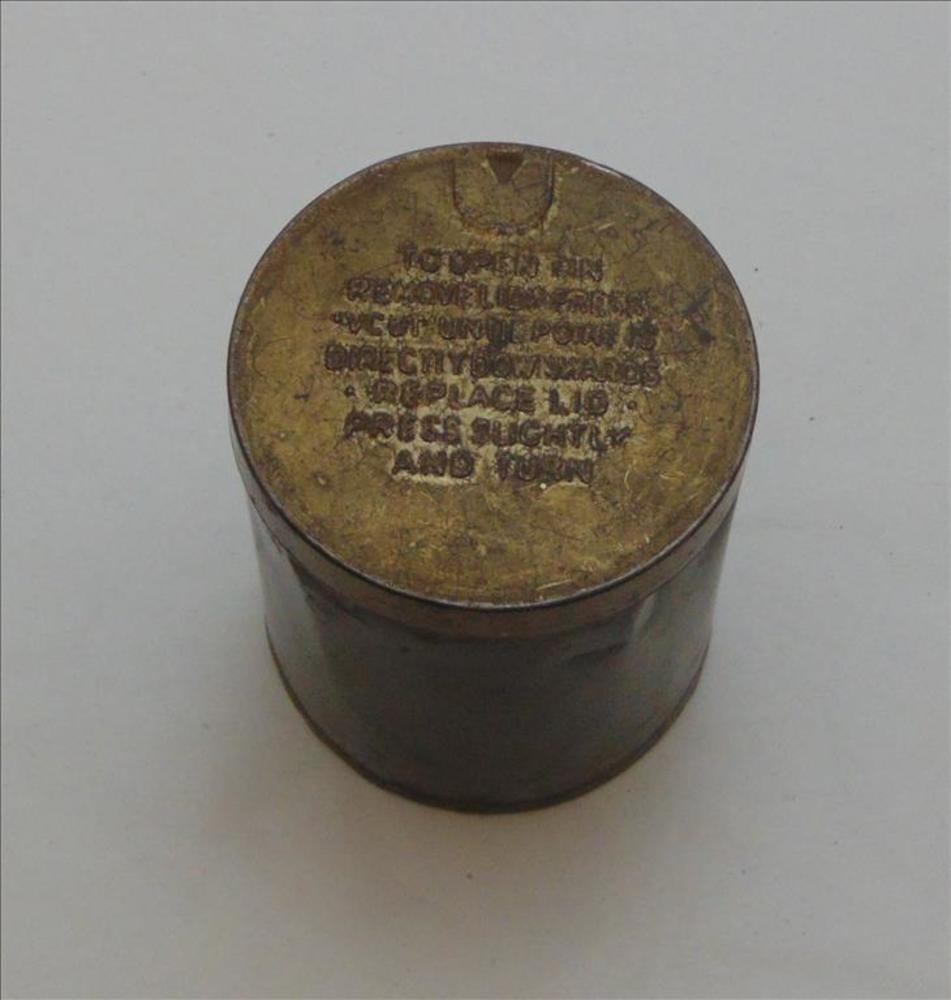 TO OPEN TIN
REMOVE LID PRESS
"V CUT" UNTIL POINT IS
DIRECTLY DOWNWARDS
· REPLACE LID ·
PRESS SLIGHTLY
AND TURN